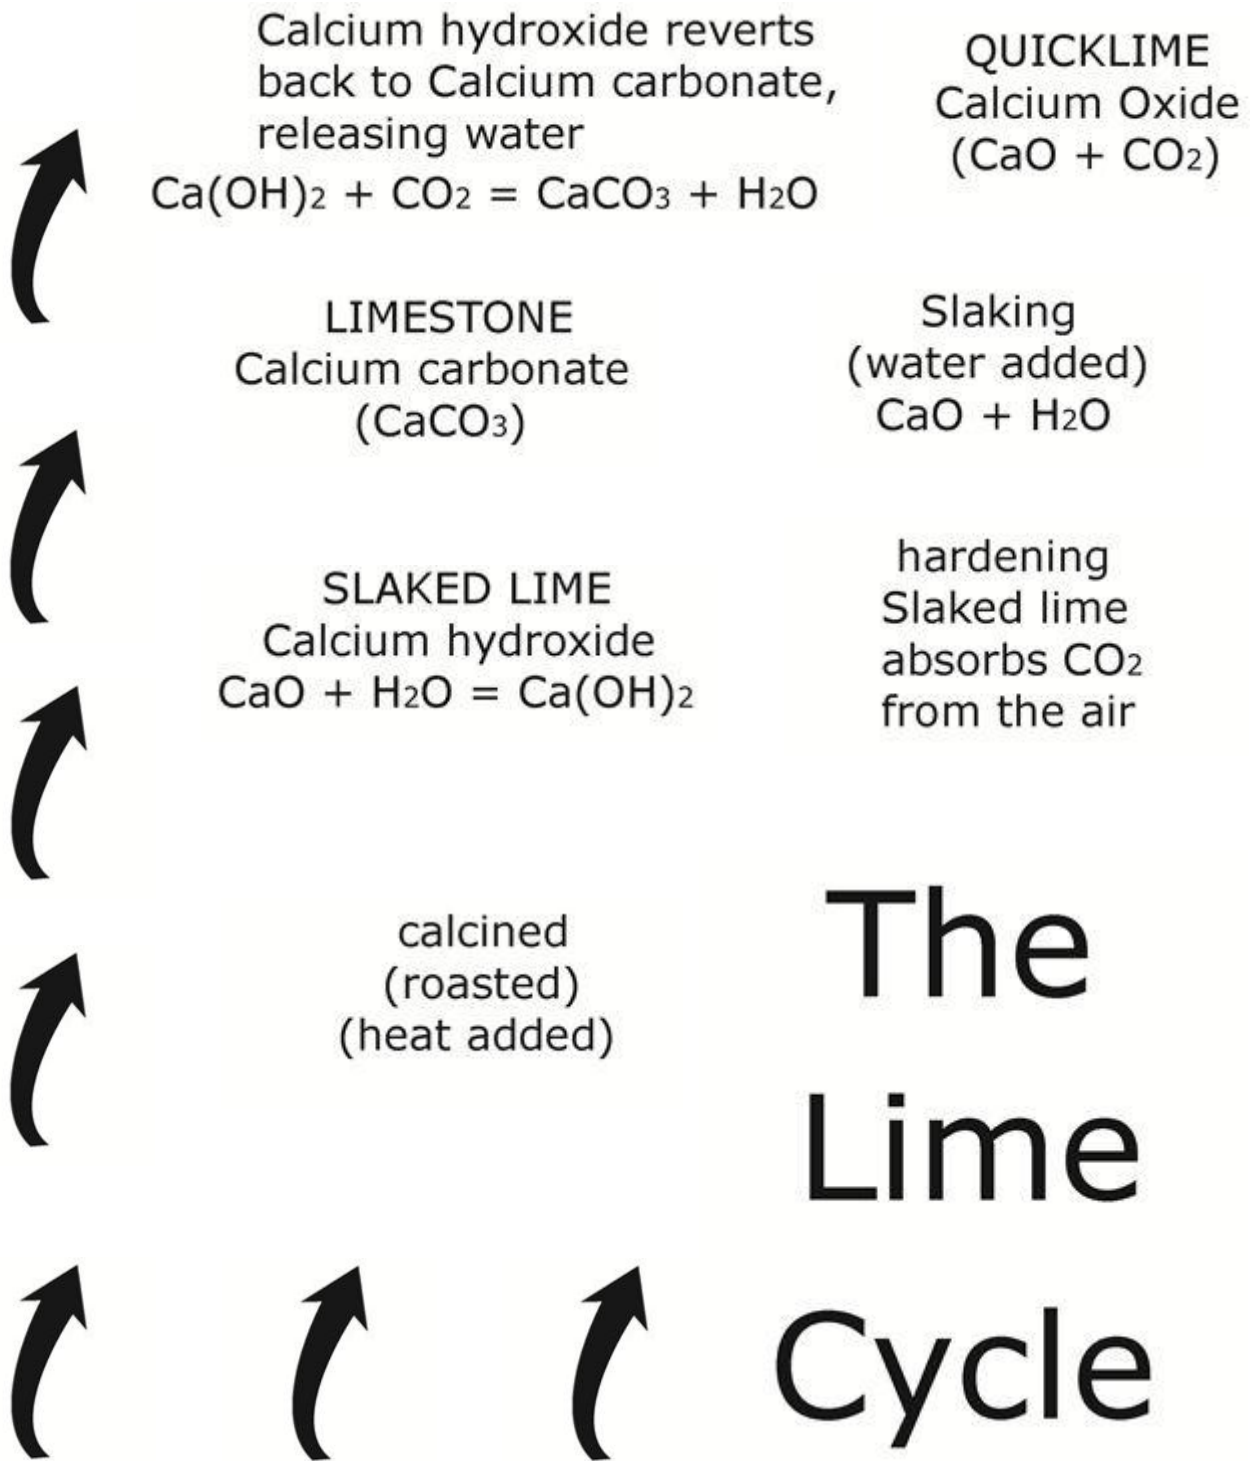 Calcium hydroxide reverts
back to Calcium carbonate,
releasing water
Ca(OH)2 + CO2 = CaCO3 + H2O
QUICKLIME
Calcium Oxide
(CaO + CO2)
LIMESTONE
Calcium carbonate
(CaCO3)
Slaking
(water added)
CaO + H2O
SLAKED LIME
Calcium hydroxide
CaO + H2O = Ca(OH)2
hardening
Slaked lime
absorbs CO2
from the air
calcined
(roasted)
(heat added)
The
Lime
Cycle